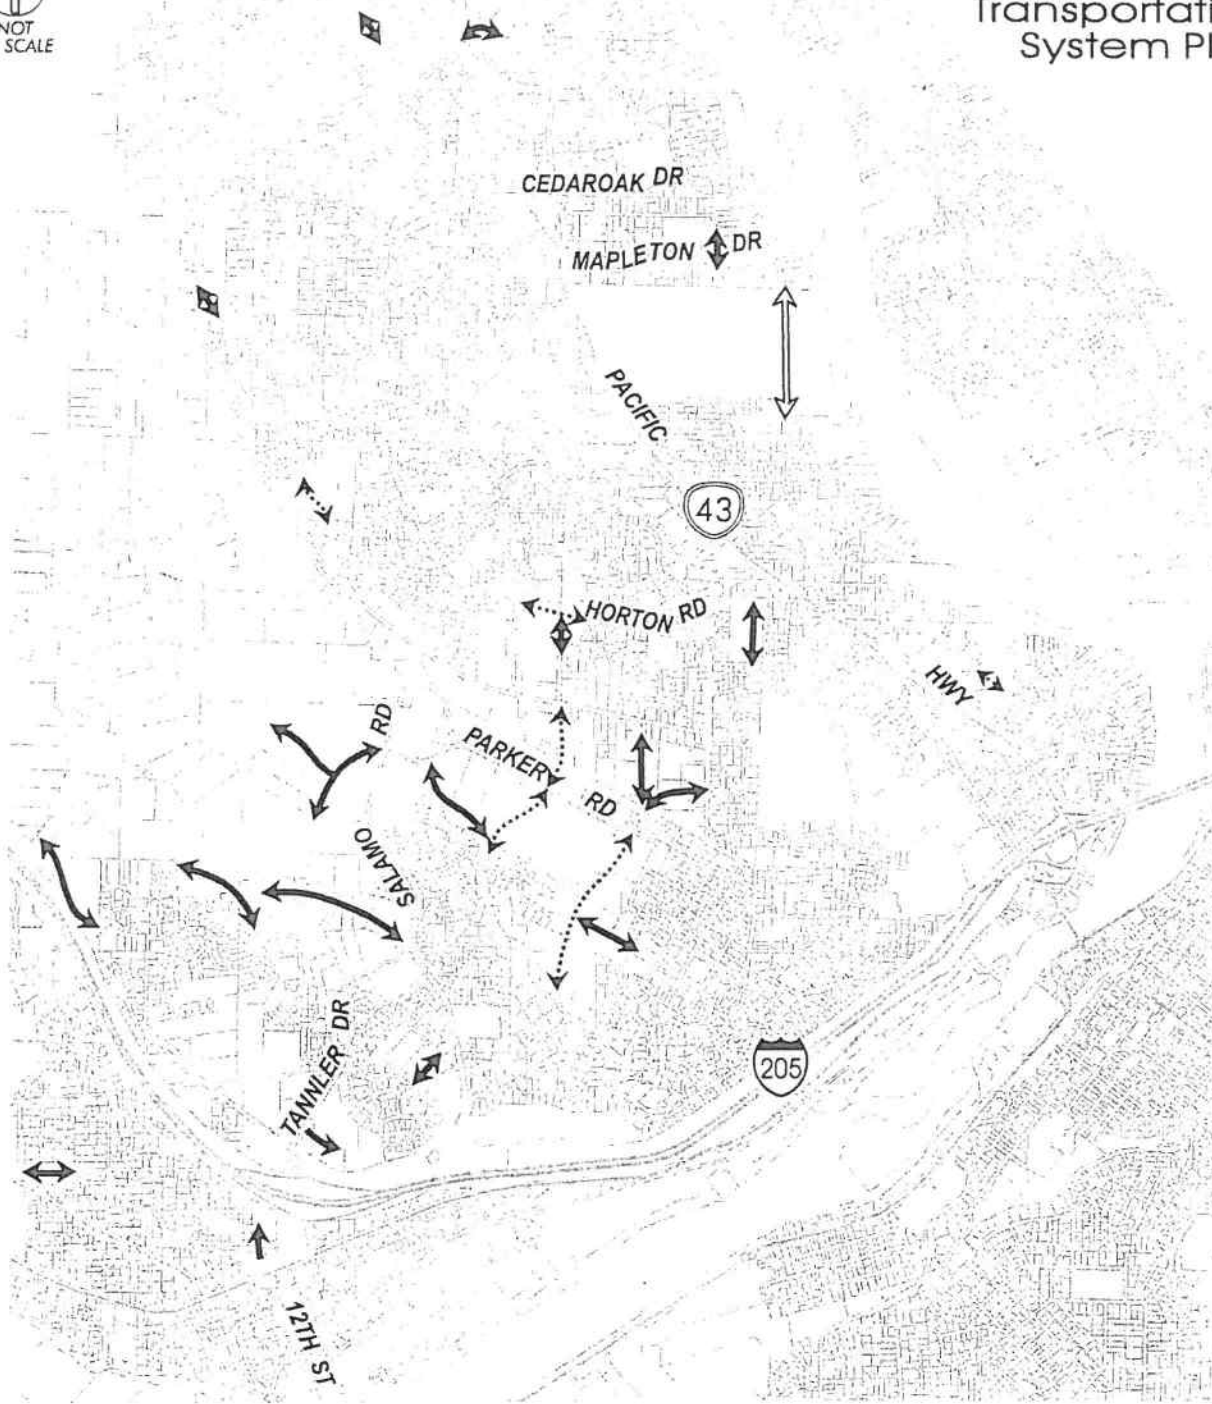 NOT
SCALE
Transportati
System Pl
CEDAROAK DR
MAPLETON DR
PACIFIC
43
HORTON RD
HWY
RD
PARKER
RD
SALAMO
TANNLER DR
205
12TH ST